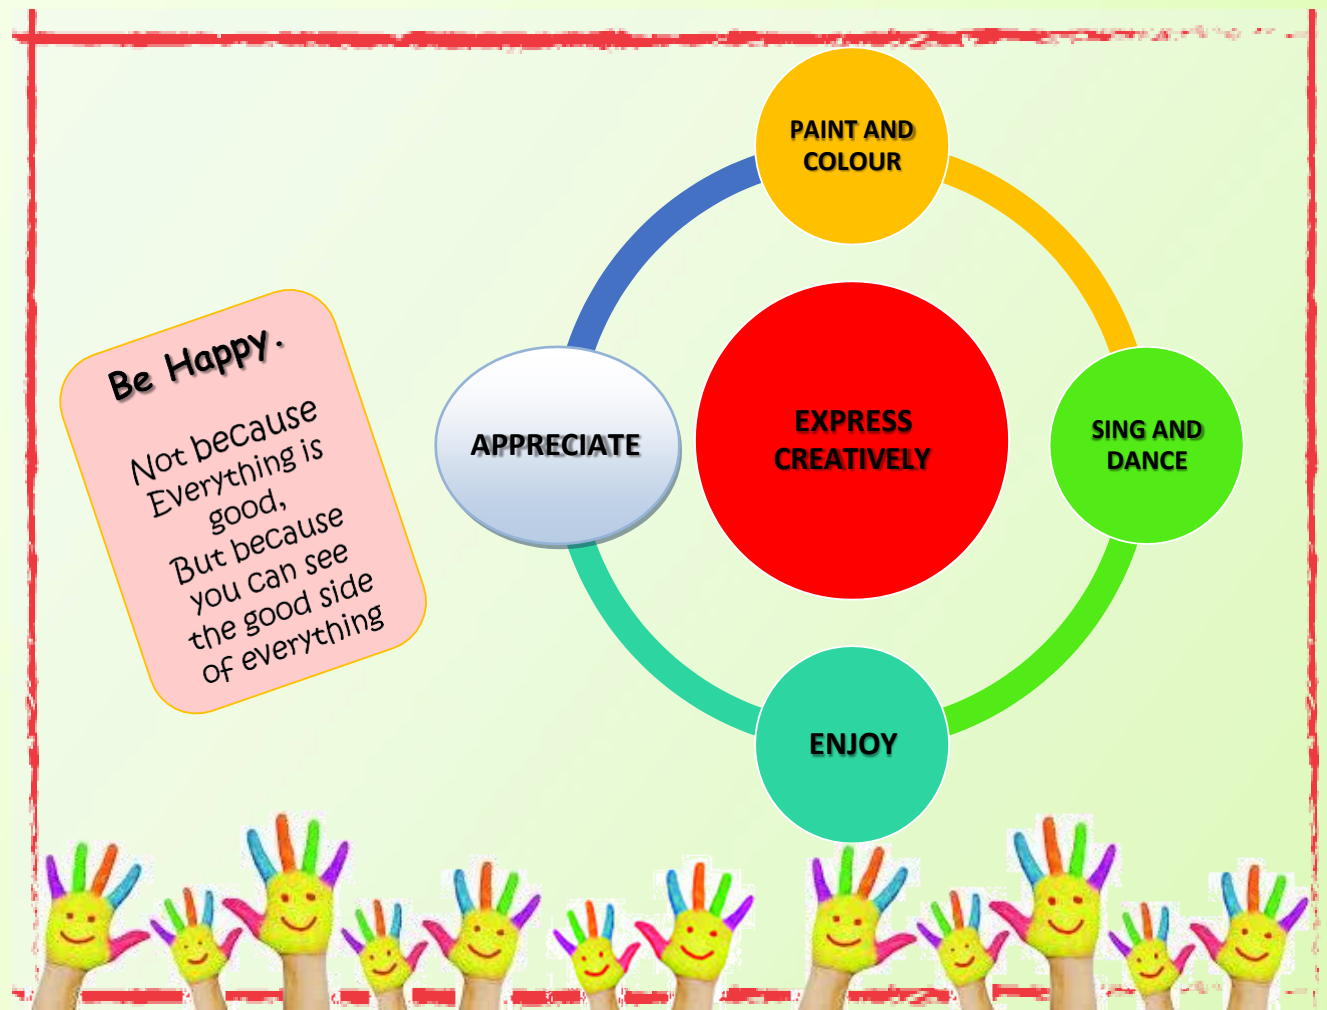 Be Happy.
Not because
Everything is
good,
But because
you can see
the good side
of everything
PAINT AND
COLOUR
APPRECIATE
EXPRESS
CREATIVELY
SING AND
DANCE
ENJOY